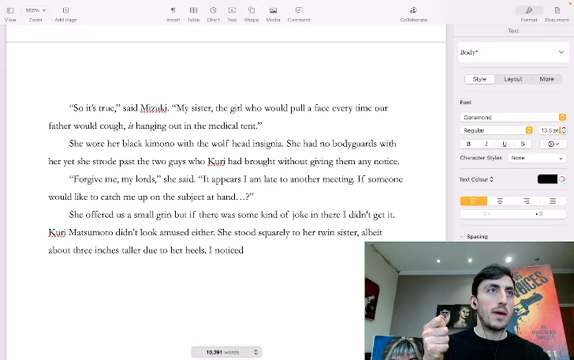 View
Zoom
Add Page
Insert
Table
Chart
Text
Shape
Media
Comment
Collaborate
Format
Document
Text
Body*
Style
Layout
More
Font
Garamond
Regular
13.5 pt
B
I
U
S
Character Styles
None
Text Colour
Spacing
“So it’s true,” said Mizuki. “My sister, the girl who would pull a face every time our
father would cough, is hanging out in the medical tent.”
She wore her black kimono with the wolf head insignia. She had no bodyguards with
her yet she strode past the two guys who Kuri had brought without giving them any notice.
“Forgive me, my lords,” she said. “It appears I am late to another meeting. If someone
would like to catch me up on the subject at hand…?”
She offered us a small grin but if there was some kind of joke in there I didn’t get it.
Kuri Matsumoto didn’t look amused either. She stood squarely to her twin sister, albeit
about three inches taller due to her heels. I noticed
words
VOICES